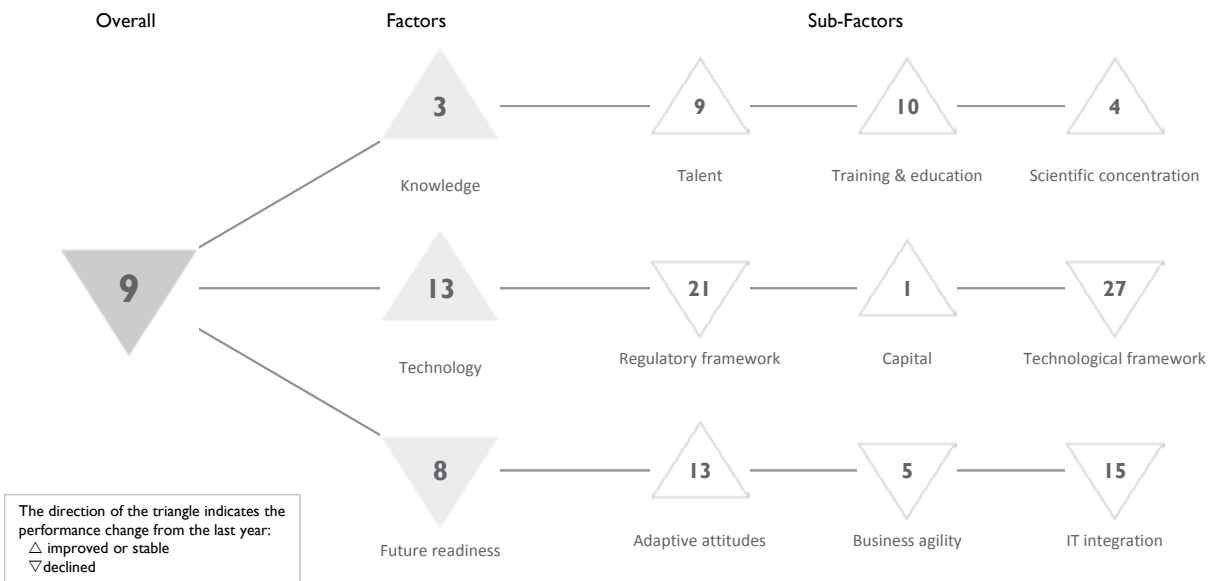 Overall Factors Sub-Factors
3 9 10 4
Knowledge Talent Training & education Scientific concentration
9 13 21 1 27
Technology Regulatory framework Capital Technological framework
8 13 5 15
Future readiness Adaptive attitudes Business agility IT integration
The direction of the triangle indicates the
performance change from the last year:
△ improved or stable
▽declined